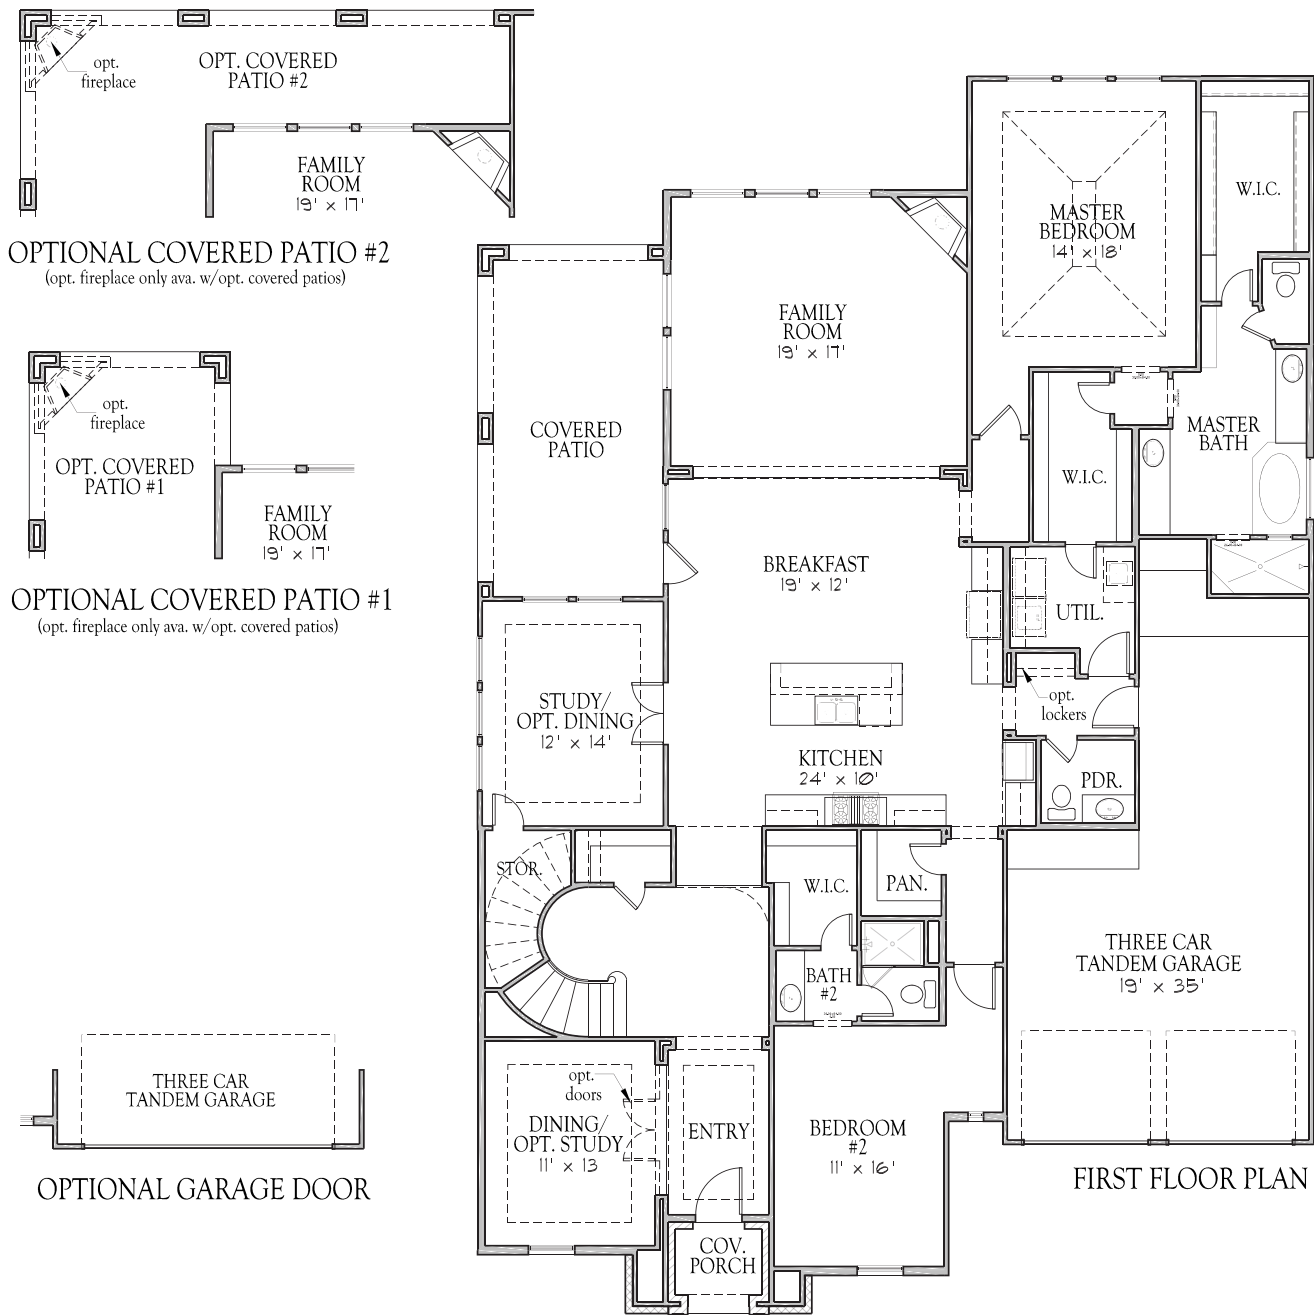 opt.
fireplace
OPT. COVERED
PATIO #2
FAMILY
ROOM
19' x 17'
OPTIONAL COVERED PATIO #2
(opt. fireplace only ava. w/opt. covered patios)
opt.
fireplace
OPT. COVERED
PATIO #1
FAMILY
ROOM
19' x 17'
OPTIONAL COVERED PATIO #1
(opt. fireplace only ava. w/opt. covered patios)
THREE CAR
TANDEM GARAGE
OPTIONAL GARAGE DOOR
MASTER
BEDROOM
14' x 18'
W.I.C.
FAMILY
ROOM
19' x 17'
COVERED
PATIO
MASTER
BATH
W.I.C.
BREAKFAST
19' x 12'
UTIL.
STUDY/
OPT. DINING
12' x 14'
opt.
lockers
KITCHEN
24' x 10'
PDR.
STOR.
W.I.C.
PAN.
BATH
#2
THREE CAR
TANDEM GARAGE
19' x 35'
opt.
doors
DINING/
OPT. STUDY
11' x 13
ENTRY
BEDROOM
#2
11' x 16'
COV.
PORCH
FIRST FLOOR PLAN